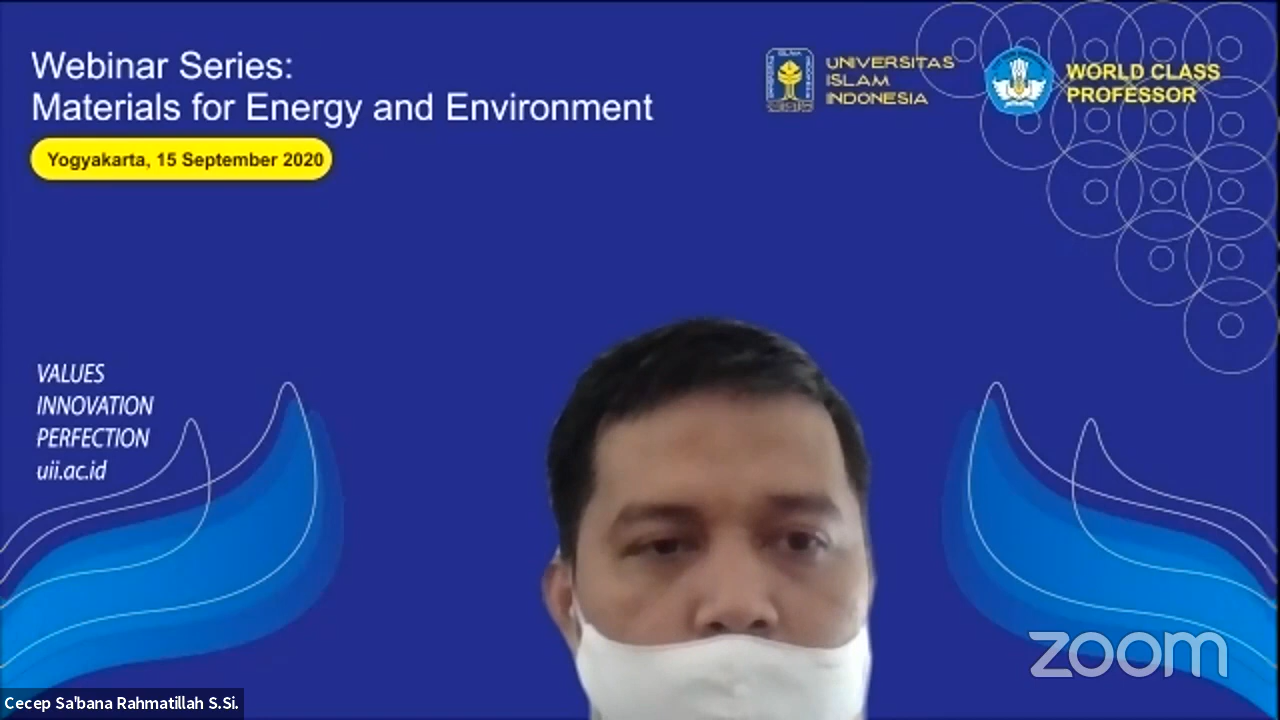 Webinar Series:
Materials for Energy and Environment
Yogyakarta, 15 September 2020
UNIVERSITAS
ISLAM
INDONESIA
WORLD CLASS
PROFESSOR
VALUES
INNOVATION
PERFECTION
uii.ac.id
zoom
Cecep Sa'bana Rahmatillah S.Si.